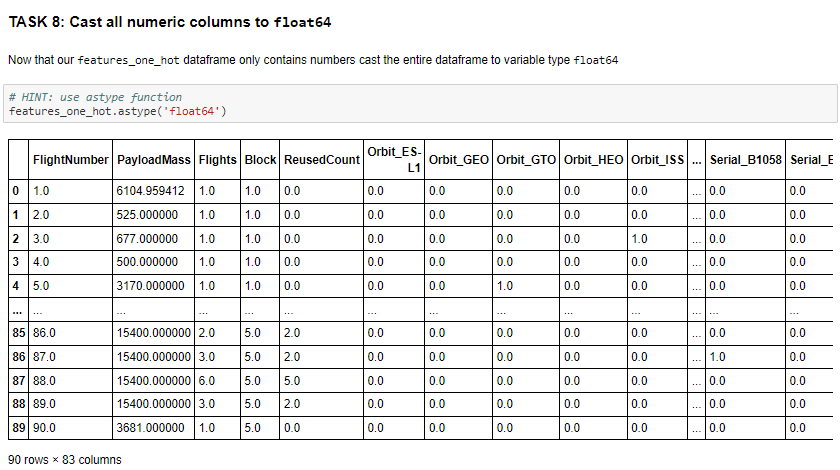 TASK 8: Cast all numeric columns to float64
Now that our features_one_hot dataframe only contains numbers cast the entire dataframe to variable type float64
# HINT: use astype function
features_one_hot.astype('float64')
FlightNumber PayloadMass Flights Block ReusedCount Orbit_ES-L1 Orbit_GEO Orbit_GTO Orbit_HEO Orbit_ISS ... Serial_B1058 Serial_E
0 1.0 6104.959412 1.0 1.0 0.0 0.0 0.0 0.0 0.0 0.0 ... 0.0 0.0
1 2.0 525.000000 1.0 1.0 0.0 0.0 0.0 0.0 0.0 0.0 ... 0.0 0.0
2 3.0 677.000000 1.0 1.0 0.0 0.0 0.0 0.0 0.0 1.0 ... 0.0 0.0
3 4.0 500.000000 1.0 1.0 0.0 0.0 0.0 0.0 0.0 0.0 ... 0.0 0.0
4 5.0 3170.000000 1.0 1.0 0.0 0.0 0.0 1.0 0.0 0.0 ... 0.0 0.0
... ... ... ... ... ... ... ... ... ... ... ... ... ...
85 86.0 15400.000000 2.0 5.0 2.0 0.0 0.0 0.0 0.0 0.0 ... 0.0 0.0
86 87.0 15400.000000 3.0 5.0 2.0 0.0 0.0 0.0 0.0 0.0 ... 1.0 0.0
87 88.0 15400.000000 6.0 5.0 5.0 0.0 0.0 0.0 0.0 0.0 ... 0.0 0.0
88 89.0 15400.000000 3.0 5.0 2.0 0.0 0.0 0.0 0.0 0.0 ... 0.0 0.0
89 90.0 3681.000000 1.0 5.0 0.0 0.0 0.0 0.0 0.0 0.0 ... 0.0 0.0
90 rows × 83 columns